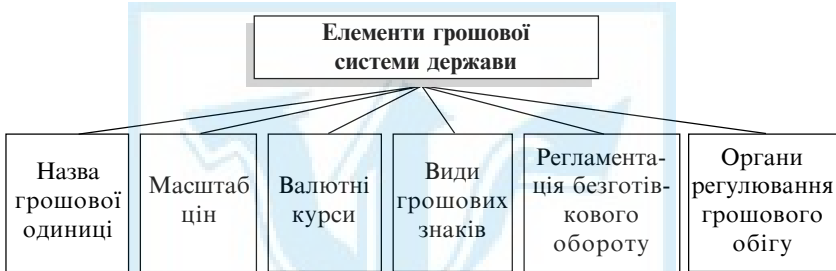 Елементи грошової
системи держави
Назва
грошової
одиниці
Масштаб
цін
Валютні
курси
Види
грошових
знаків
Регламента-
ція безготів-
кового
обороту
Органи
регулювання
грошового
обігу